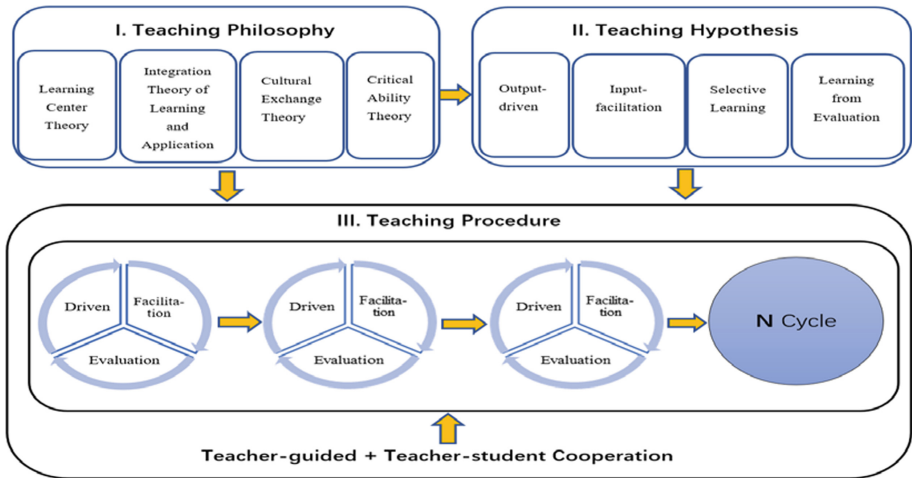 I. Teaching Philosophy
Learning
Center
Theory
Integration
Theory of
Learning
and
Application
Cultural
Exchange
Theory
Critical
Ability
Theory
II. Teaching Hypothesis
Output-
driven
Input-
facilitation
Selective
Learning
Learning
from
Evaluation
III. Teaching Procedure
Driven
Facilita-
tion
Evaluation
Driven
Facilita-
tion
Evaluation
Driven
Facilita-
tion
Evaluation
N Cycle
Teacher-guided + Teacher-student Cooperation